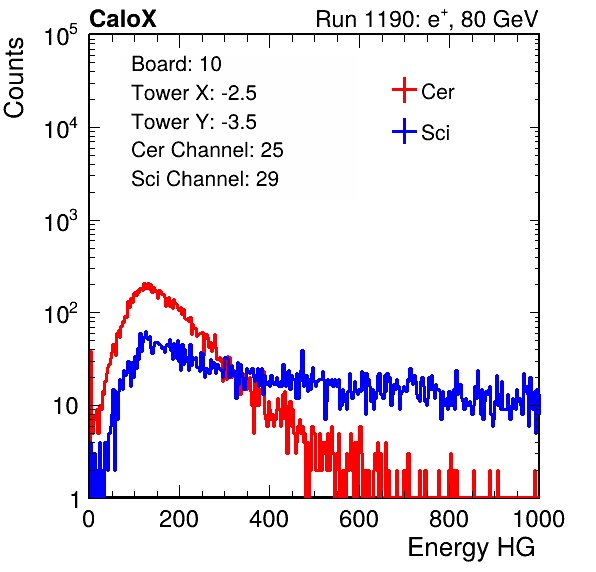 CaloX Run 1190: e⁺, 80 GeV
Counts
10⁵
10⁴
10³
10²
10
1
Board: 10
Tower X: -2.5
Tower Y: -3.5
Cer Channel: 25
Sci Channel: 29
Cer
Sci
0 200 400 600 800 1000
Energy HG